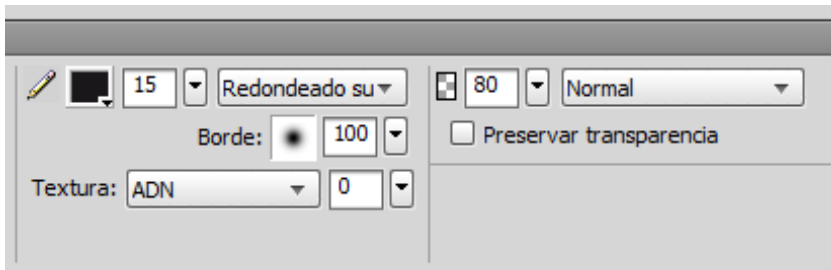 15 Redondeado su 80 Normal
Borde: 100 Preservar transparencia
Textura: ADN 0